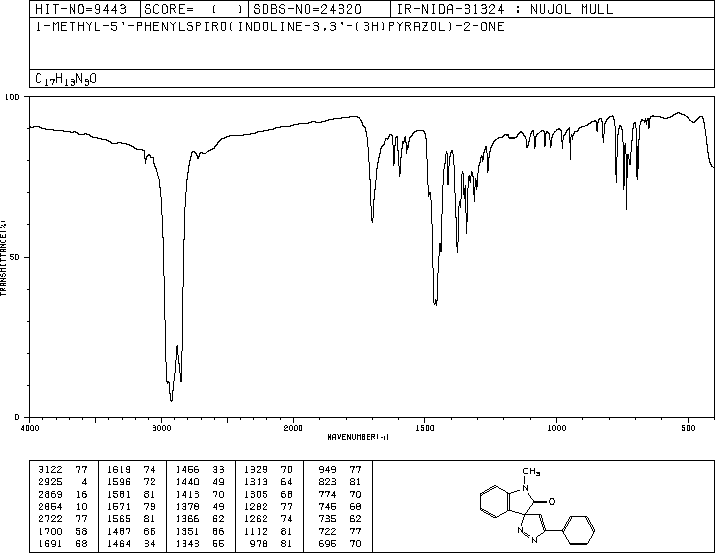 HIT-NO=9443 SCORE= ( ) SDBS-NO=24320 IR-NIDA-31324 : NUJOL MULL
1-METHYL-5'-PHENYLSPIRO(INDOLINE-3,3'-(3H)PYRAZOL)-2-ONE
C17H13N3O
100
50
0
TRANSMITTANCE(%)
4000 3000 2000 1500 1000 500
WAVENUMBER(-1)
3122 77 1619 74 1456 33 1329 70 949 77
2925 4 1596 72 1440 49 1313 64 823 81
2869 16 1581 81 1413 70 1305 68 774 70
2854 10 1571 79 1378 49 1282 77 745 68
2722 77 1565 81 1366 62 1262 74 735 62
1700 58 1487 66 1351 66 1112 81 722 77
1691 68 1464 34 1343 55 978 81 695 70
CH3
N
O
N
N